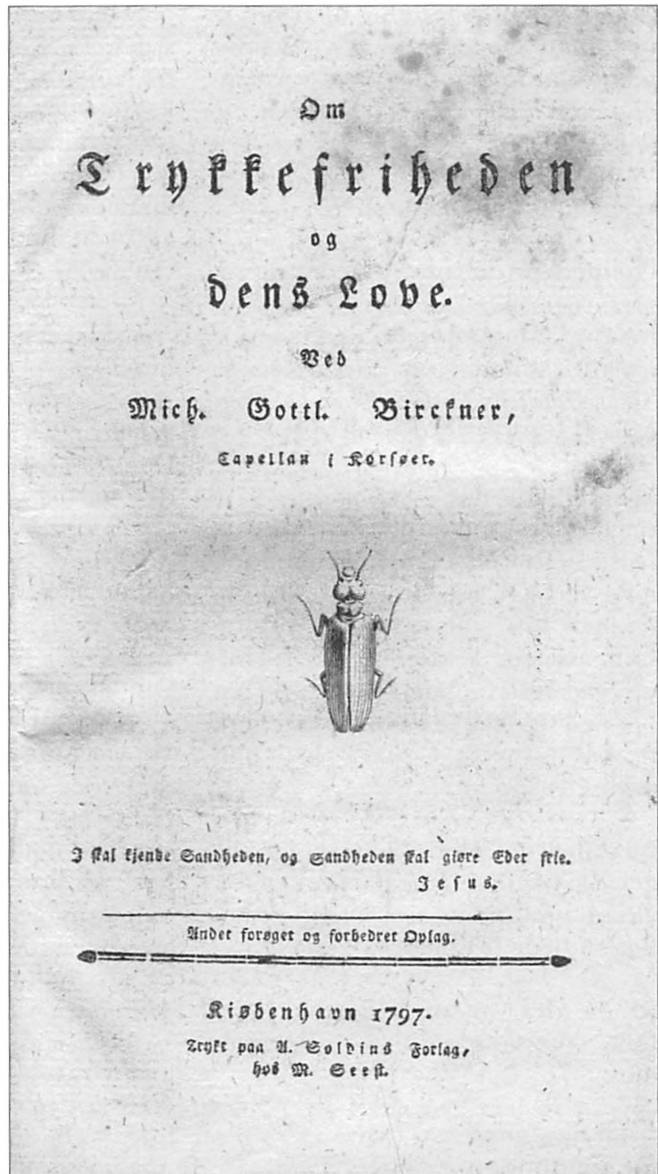 Om
Trykkefriheden
og
dens Love.
Ved
Mich. Gottl. Birckner,
Capellan i Korsøer.
I skal kjende Sandheden, og Sandheden skal giøre Eder frie.
Jesus.
Andet forøget og forbedret Oplag.
Kiøbenhavn 1797.
Trykt paa A. Soldins Forlag,
hos M. Seest.